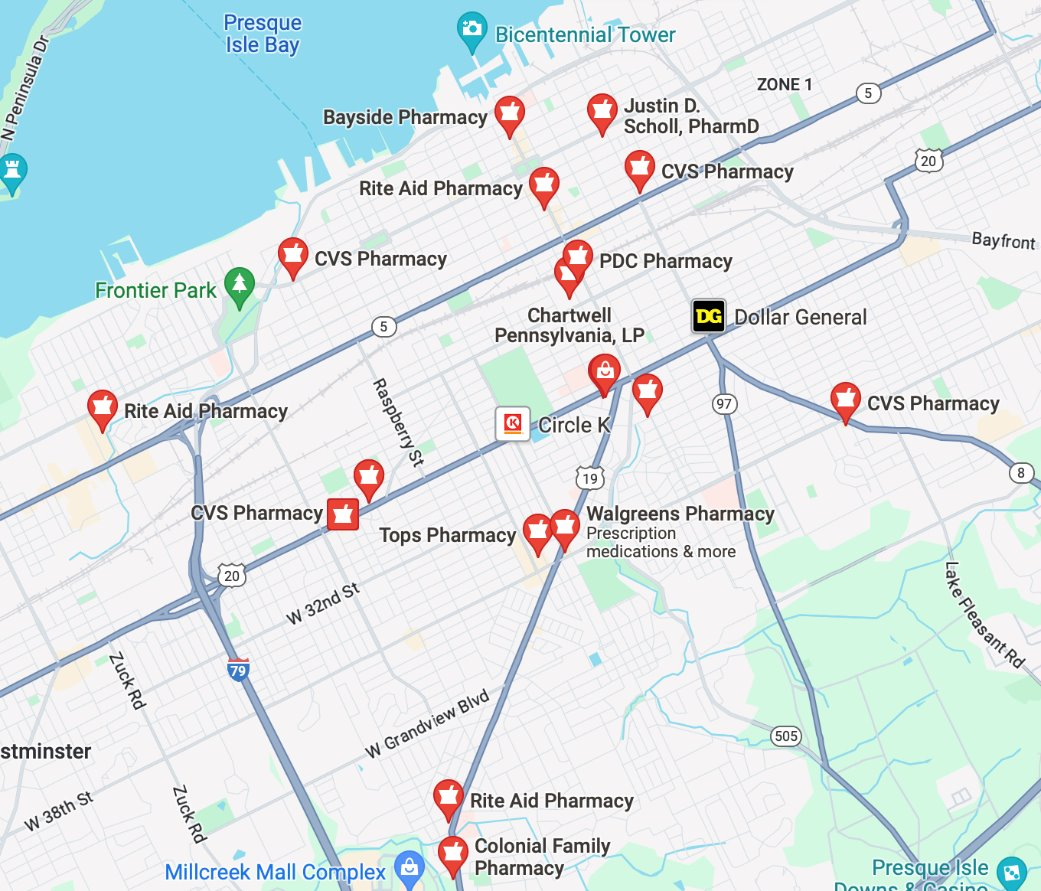 Presque
Isle Bay
Bicentennial Tower
N Peninsula Dr
ZONE 1
5
Bayside Pharmacy
Justin D.
Scholl, PharmD
20
CVS Pharmacy
Rite Aid Pharmacy
Bayfront
CVS Pharmacy
PDC Pharmacy
Frontier Park
Chartwell
Pennsylvania, LP
DG Dollar General
5
Raspberry St
Rite Aid Pharmacy
97
CVS Pharmacy
K Circle K
8
19
CVS Pharmacy
Walgreens Pharmacy
Prescription
medications & more
Tops Pharmacy
20
W 32nd St
Lake Pleasant Rd
79
Zuck Rd
W Grandview Blvd
505
stminster
W 38th St
Zuck Rd
Rite Aid Pharmacy
Colonial Family
Pharmacy
Millcreek Mall Complex
Presque Isle
Downs & Casino